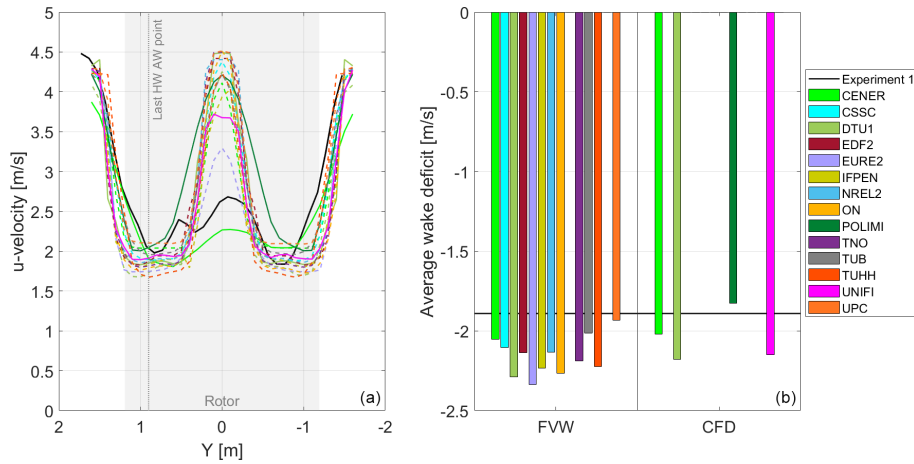 5
4.5
4
3.5
3
2.5
2
1.5
1
0.5
0
u-velocity [m/s]
Last HW AW point
Rotor
(a)
2
1
0
-1
-2
Y [m]
0
-0.5
-1
-1.5
-2
-2.5
Average wake deficit [m/s]
(b)
FVW
CFD
Experiment 1
CENER
CSSC
DTU1
EDF2
EURE2
IFPEN
NREL2
ON
POLIMI
TNO
TUB
TUHH
UNIFI
UPC